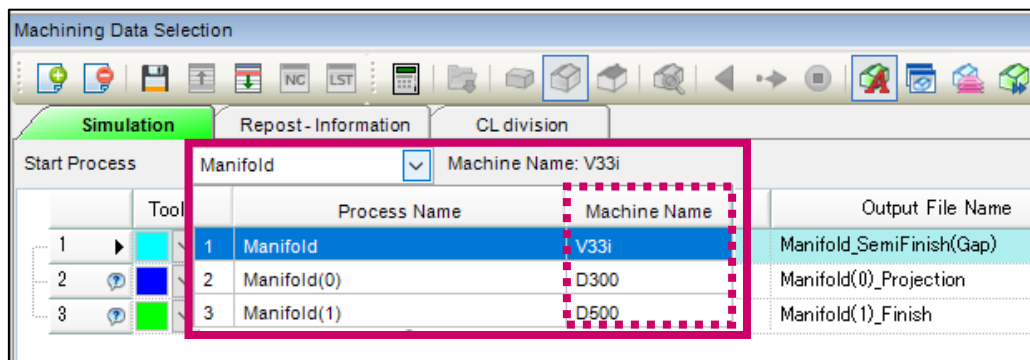 Machining Data Selection
NC LST
Simulation Repost - Information CL division
Start Process Manifold Machine Name: V33i
Tool Process Name Machine Name Output File Name
1 1 Manifold V33i Manifold_SemiFinish(Gap)
2 2 Manifold(0) D300 Manifold(0)_Projection
3 3 Manifold(1) D500 Manifold(1)_Finish